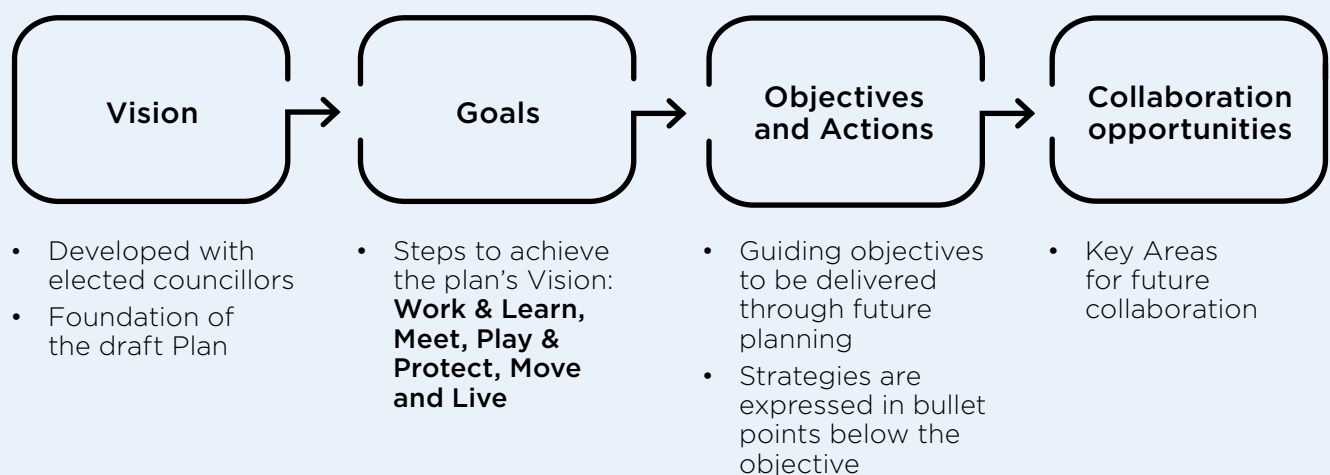 Vision
Goals
Objectives
and Actions
Collaboration
opportunities
• Developed with
elected councillors
• Foundation of
the draft Plan
• Steps to achieve
the plan’s Vision:
Work & Learn,
Meet, Play &
Protect, Move
and Live
• Guiding objectives
to be delivered
through future
planning
• Strategies are
expressed in bullet
points below the
objective
• Key Areas
for future
collaboration